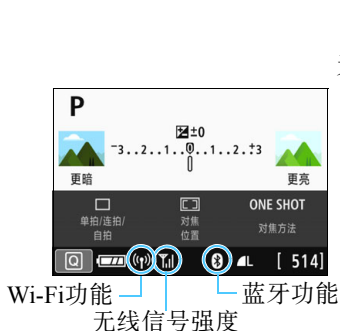 P
±0
-3..2..1..0..1..2.+3
更暗
更亮
单拍/连拍/
自拍
对焦
位置
ONE SHOT
对焦方法
Q
L
[ 514]
Wi-Fi功能
蓝牙功能
无线信号强度